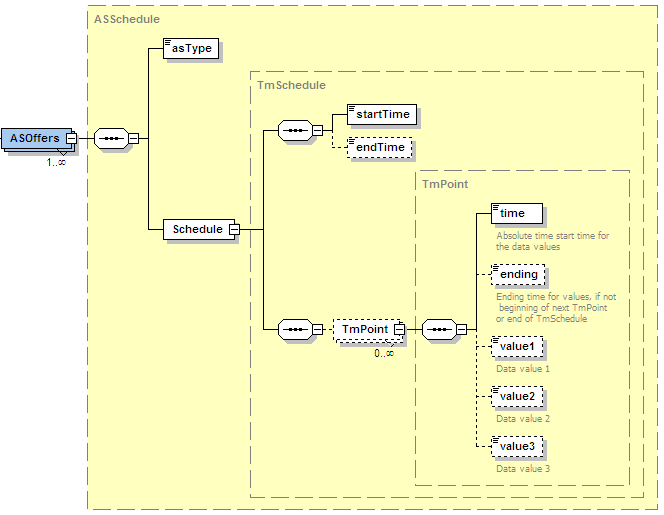 ASSchedule
asType
TmSchedule
startTime
endTime
ASOffers
1..∞
TmPoint
time
Absolute time start time for
the data values
Schedule
ending
Ending time for values, if not
beginning of next TmPoint
or end of TmSchedule
TmPoint
0..∞
value1
Data value 1
value2
Data value 2
value3
Data value 3